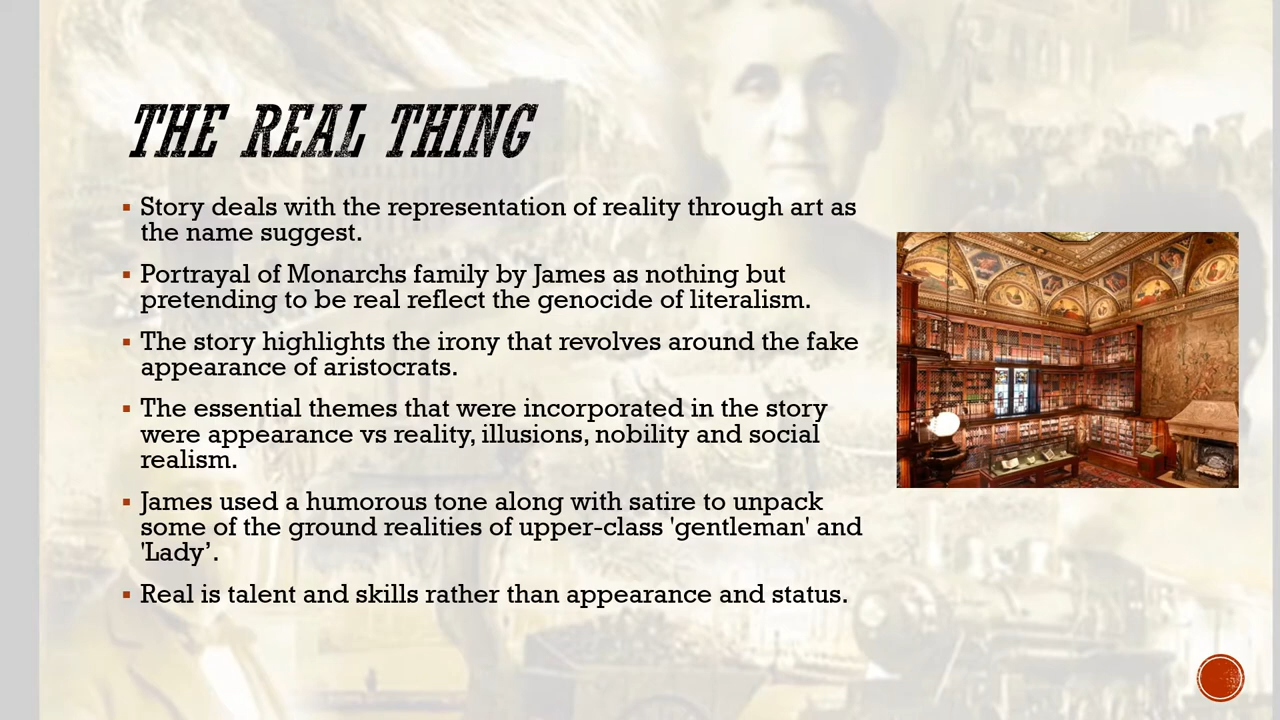 THE REAL THING
▪ Story deals with the representation of reality through art as
the name suggest.
▪ Portrayal of Monarchs family by James as nothing but
pretending to be real reflect the genocide of literalism.
▪ The story highlights the irony that revolves around the fake
appearance of aristocrats.
▪ The essential themes that were incorporated in the story
were appearance vs reality, illusions, nobility and social
realism.
▪ James used a humorous tone along with satire to unpack
some of the ground realities of upper-class 'gentleman' and
'Lady’.
▪ Real is talent and skills rather than appearance and status.